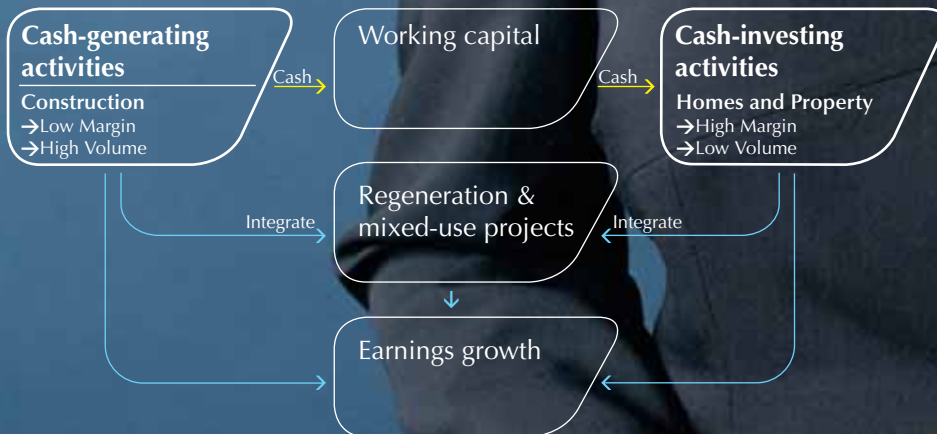 Cash-generating
activities
Construction
→Low Margin
→High Volume
Cash
Working capital
Cash
Cash-investing
activities
Homes and Property
→High Margin
→Low Volume
Integrate
Regeneration &
mixed-use projects
Integrate
Earnings growth